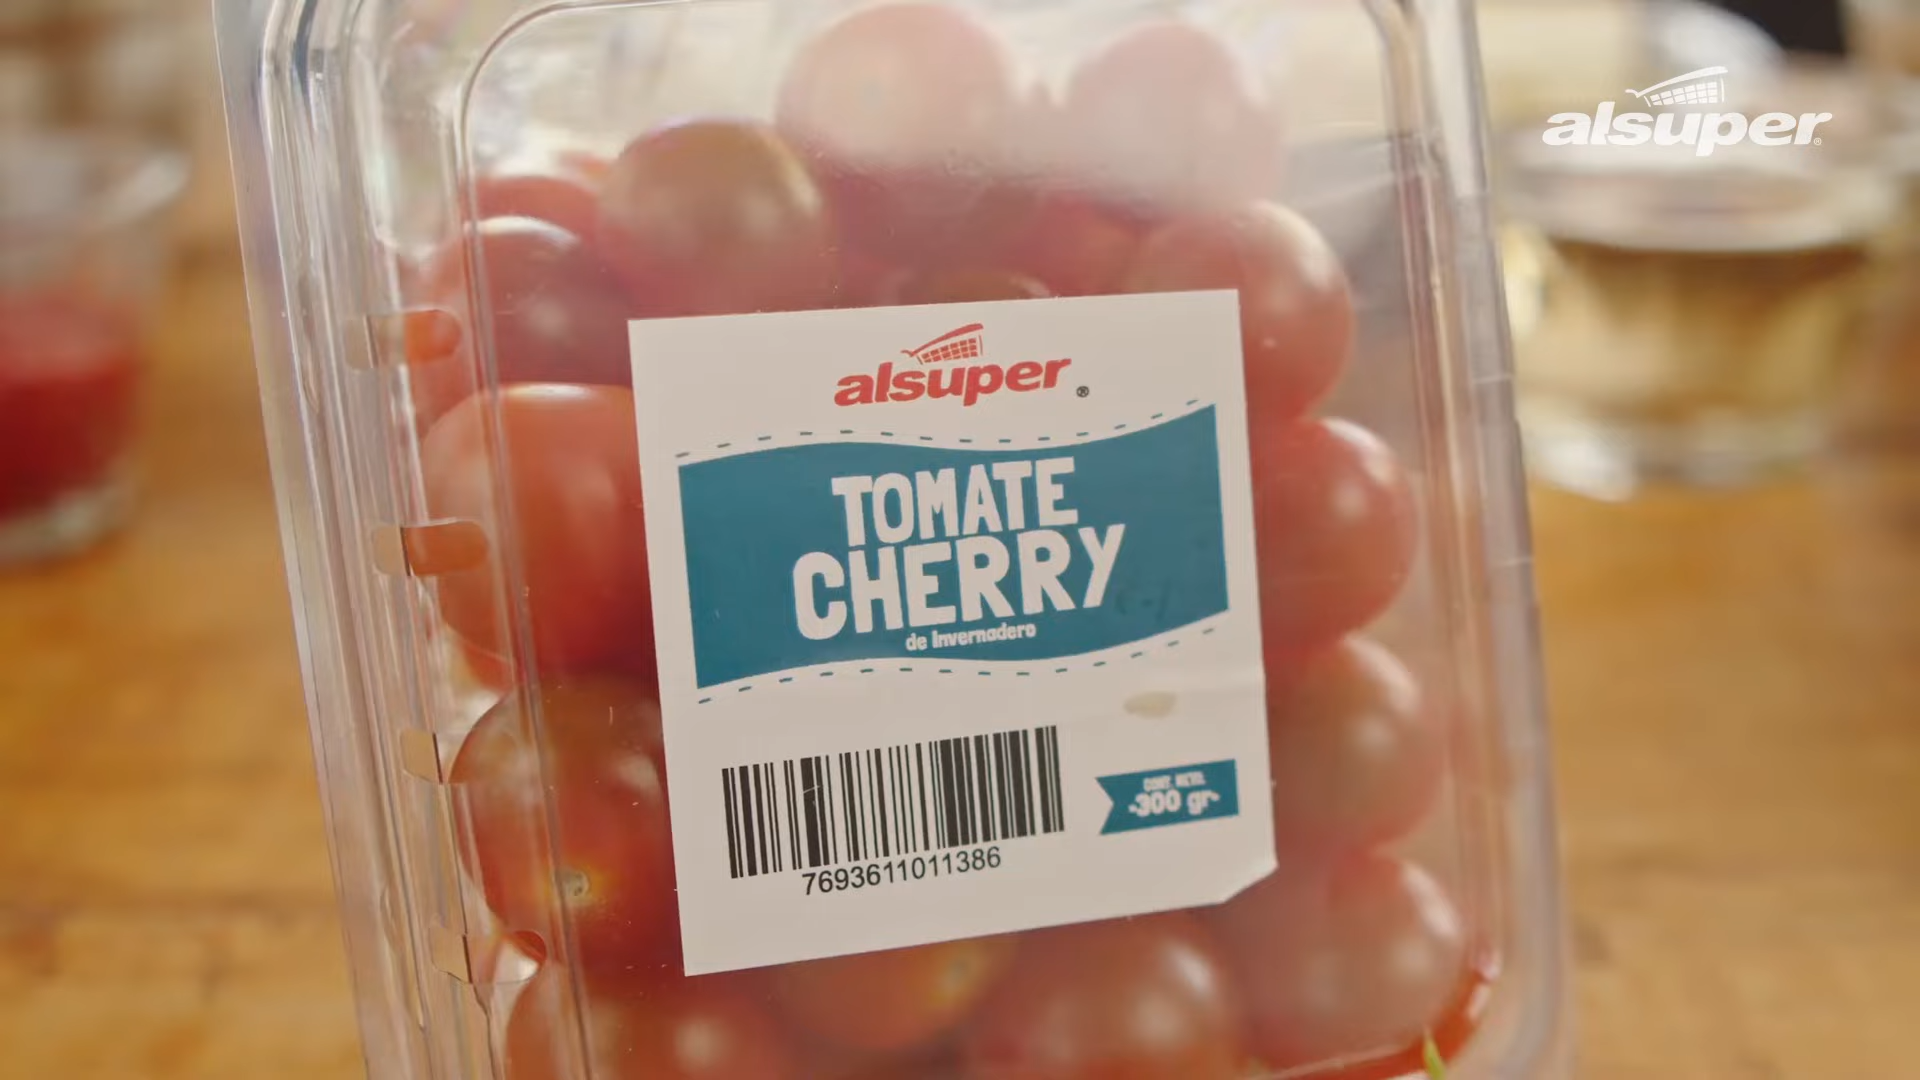 alsuper®
alsuper®
TOMATE
CHERRY
de invernadero
CONT. NETO.
-300 gr-
7693611011386